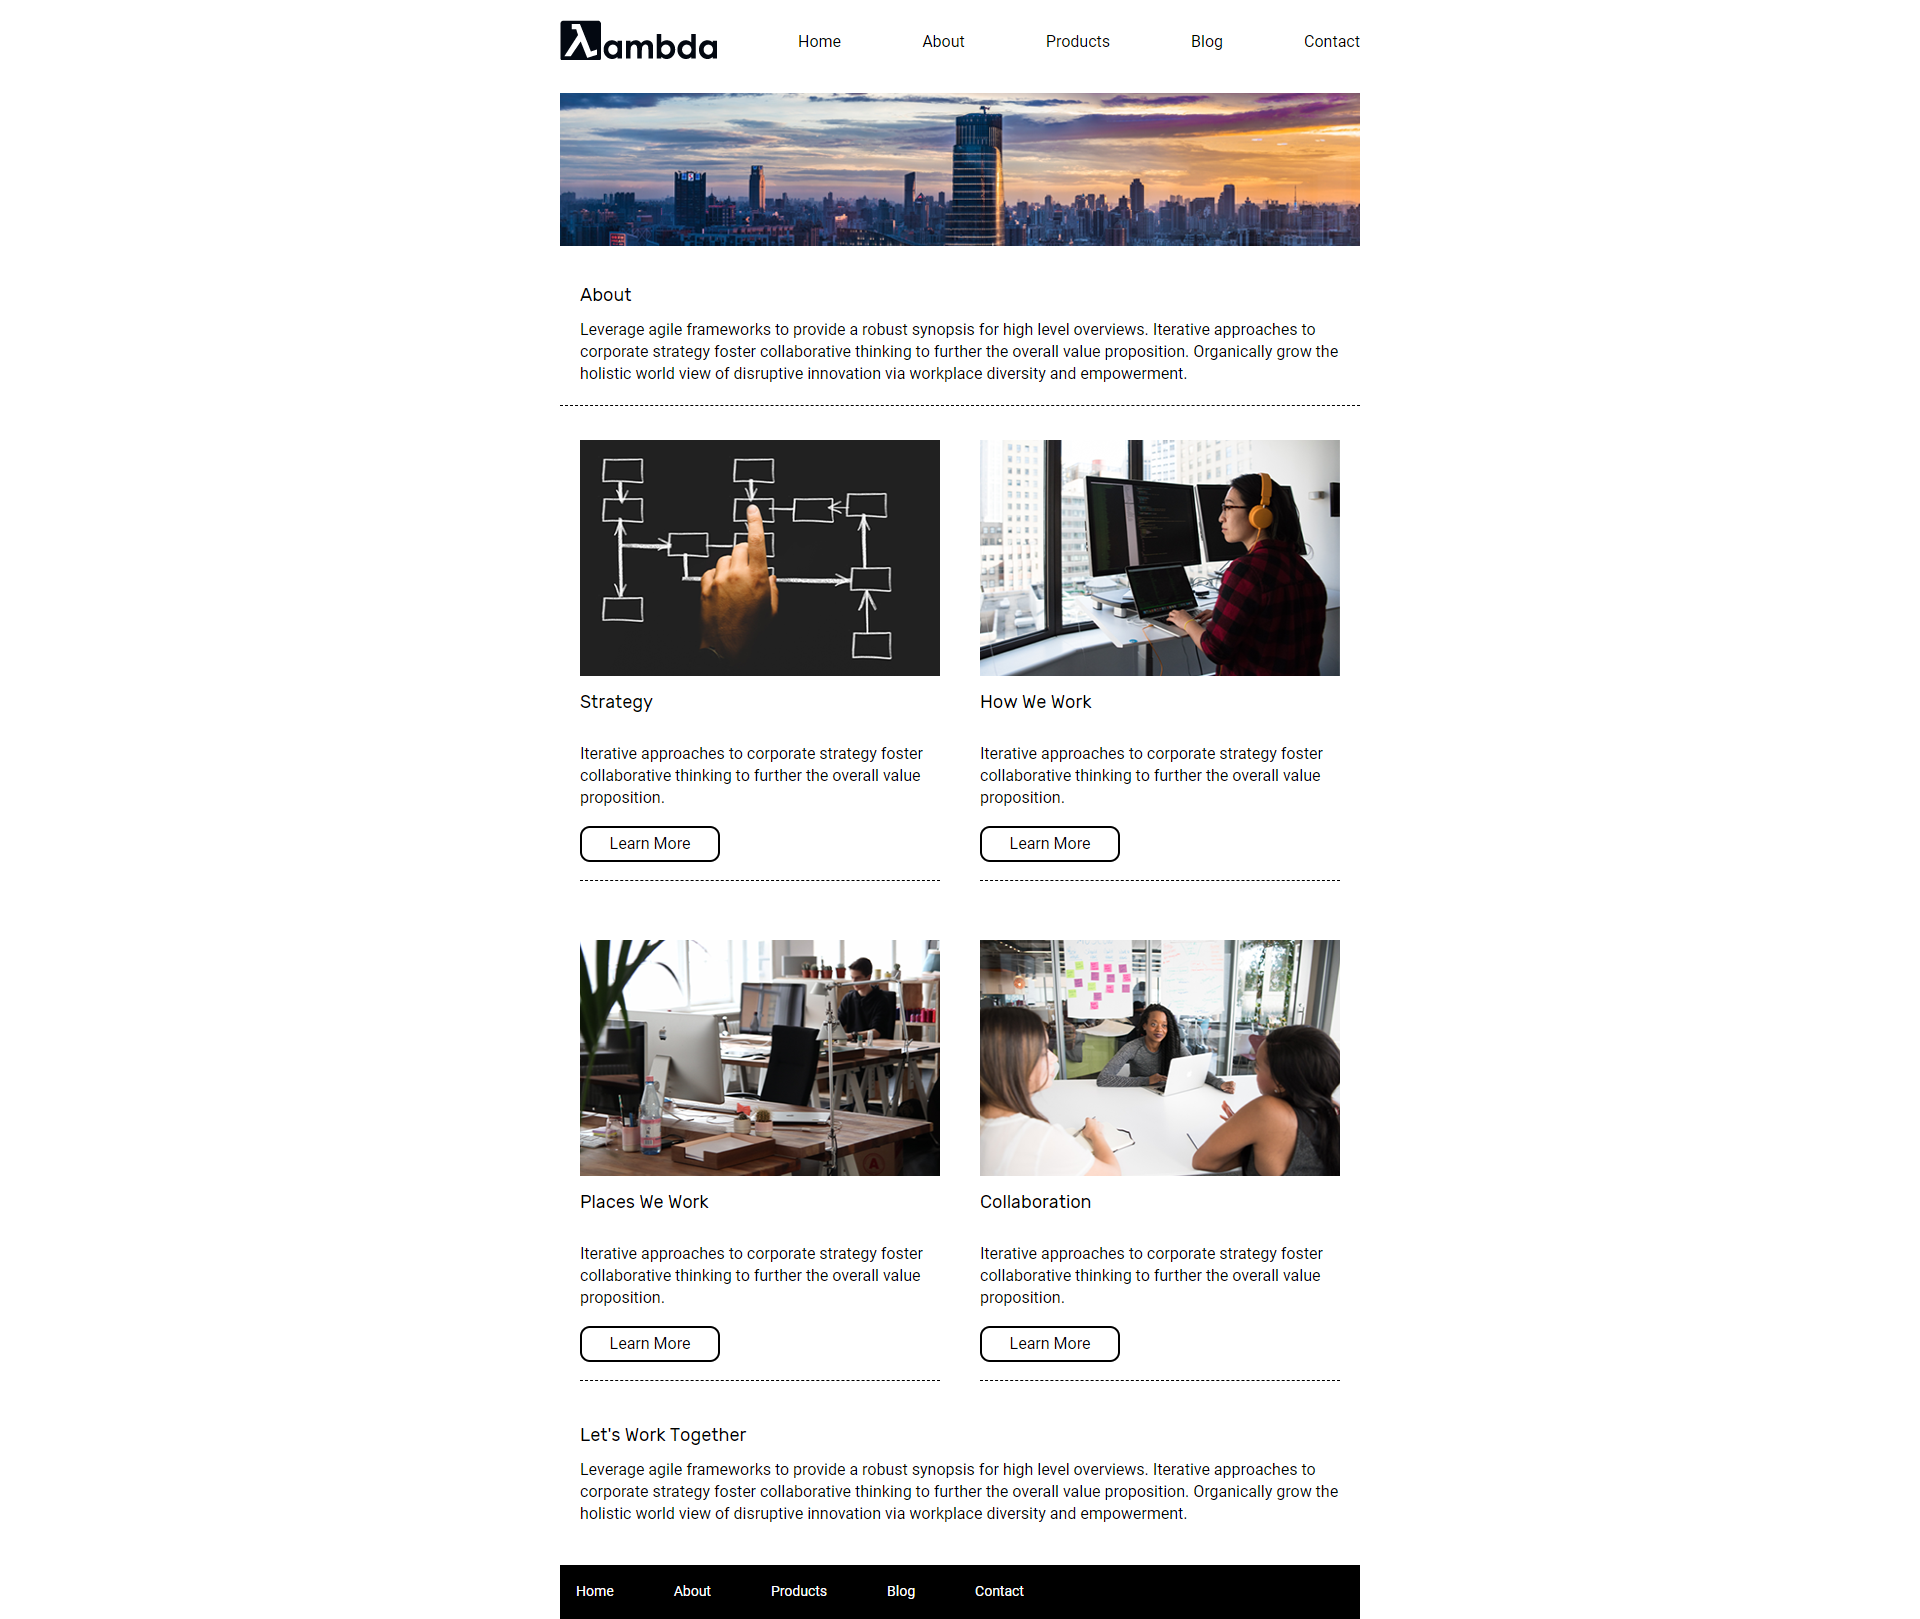 λambda
Home About Products Blog Contact
About
Leverage agile frameworks to provide a robust synopsis for high level overviews. Iterative approaches to
corporate strategy foster collaborative thinking to further the overall value proposition. Organically grow the
holistic world view of disruptive innovation via workplace diversity and empowerment.
Strategy
Iterative approaches to corporate strategy foster
collaborative thinking to further the overall value
proposition.
Learn More
How We Work
Iterative approaches to corporate strategy foster
collaborative thinking to further the overall value
proposition.
Learn More
Places We Work
Iterative approaches to corporate strategy foster
collaborative thinking to further the overall value
proposition.
Learn More
Collaboration
Iterative approaches to corporate strategy foster
collaborative thinking to further the overall value
proposition.
Learn More
Let's Work Together
Leverage agile frameworks to provide a robust synopsis for high level overviews. Iterative approaches to
corporate strategy foster collaborative thinking to further the overall value proposition. Organically grow the
holistic world view of disruptive innovation via workplace diversity and empowerment.
Home About Products Blog Contact